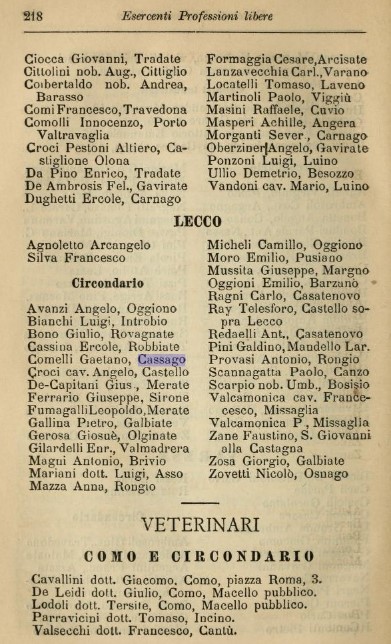 218 Esercenti Professioni libere
Ciocca Giovanni, Tradate
Cittolini nob. Aug., Cittiglio
Coibertaldo nob. Andrea,
Barasso
Comi Francesco, Travedona
Comolli Innocenzo, Porto
Valtravaglia
Croci Pestoni Altiero, Ca-
stiglione Olona
Da Pino Enrico, Tradate
De Ambrosis Fel., Gavirate
Dughetti Ercole, Carnago
Formaggia Cesare, Arcisate
Lanzavecchia Carl., Varano
Locatelli Tomaso, Laveno
Martinoli Paolo, Viggiù
Masini Raffaele, Cuvio
Masperi Achille, Angera
Morganti Sever., Carnago
Oberziner Angelo, Gavirate
Ponzoni Luigi, Luino
Ullio Demetrio, Besozzo
Vandoni cav. Mario, Luino
LECCO
Agnoletto Arcangelo
Silva Francesco
Circondario
Avanzi Angelo, Oggiono
Bianchi Luigi, Introbio
Bono Giulio, Rovagnate
Cassina Ercole, Robbiate
Comelli Gaetano, Cassago
Croci cav. Angelo, Castello
De-Capitani Gius., Merate
Ferrario Giuseppe, Sirone
Fumagalli Leopoldo, Merate
Gallina Pietro, Galbiate
Gerosa Giosuè, Olginate
Gilardelli Enr., Valmadrera
Magni Antonio, Brivio
Mariani dott. Luigi, Asso
Mazza Anna, Rongio
Micheli Camillo, Oggiono
Moro Emilio, Pusiano
Mussita Giuseppe, Margno
Oggioni Emilio, Barzanò
Ragni Carlo, Casatenovo
Ray Telesforo, Castello so-
pra Lecco
Redaelli Ant., Casatenovo
Pini Galdino, Mandello Lar.
Provasi Antonio, Rongio
Scannagatta Paolo, Canzo
Scarpio nob. Umb., Bosisio
Valcamonica cav. France-
cesco, Missaglia
Valcamonica P., Missaglia
Zane Faustino, S. Giovanni
alla Castagna
Zosa Giorgio, Galbiate
Zovetti Nicolò, Osnago
VETERINARI
COMO E CIRCONDARIO
Cavallini dott. Giacomo, Como, piazza Roma, 3.
De Leidi dott. Giulio, Como, Macello pubblico.
Lodoli dott. Tersite, Como, Macello pubblico.
Parravicini dott. Tomaso, Incino.
Valsecchi dott. Francesco, Cantù.